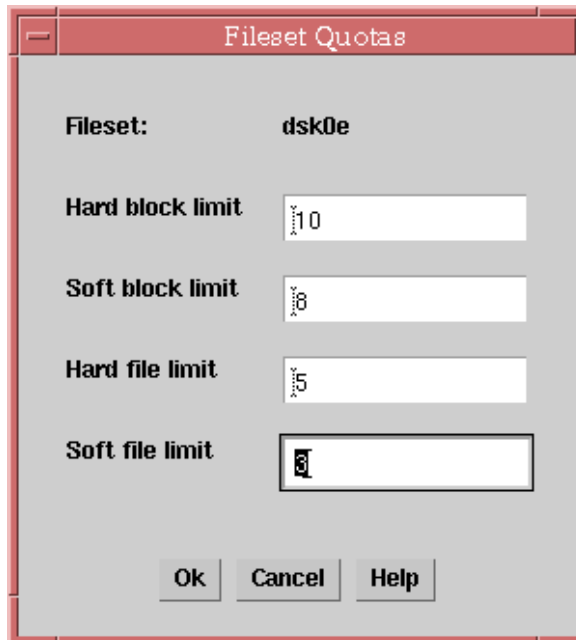 Fileset Quotas
Fileset: dsk0e
Hard block limit 10
Soft block limit 8
Hard file limit 5
Soft file limit 3
Ok Cancel Help